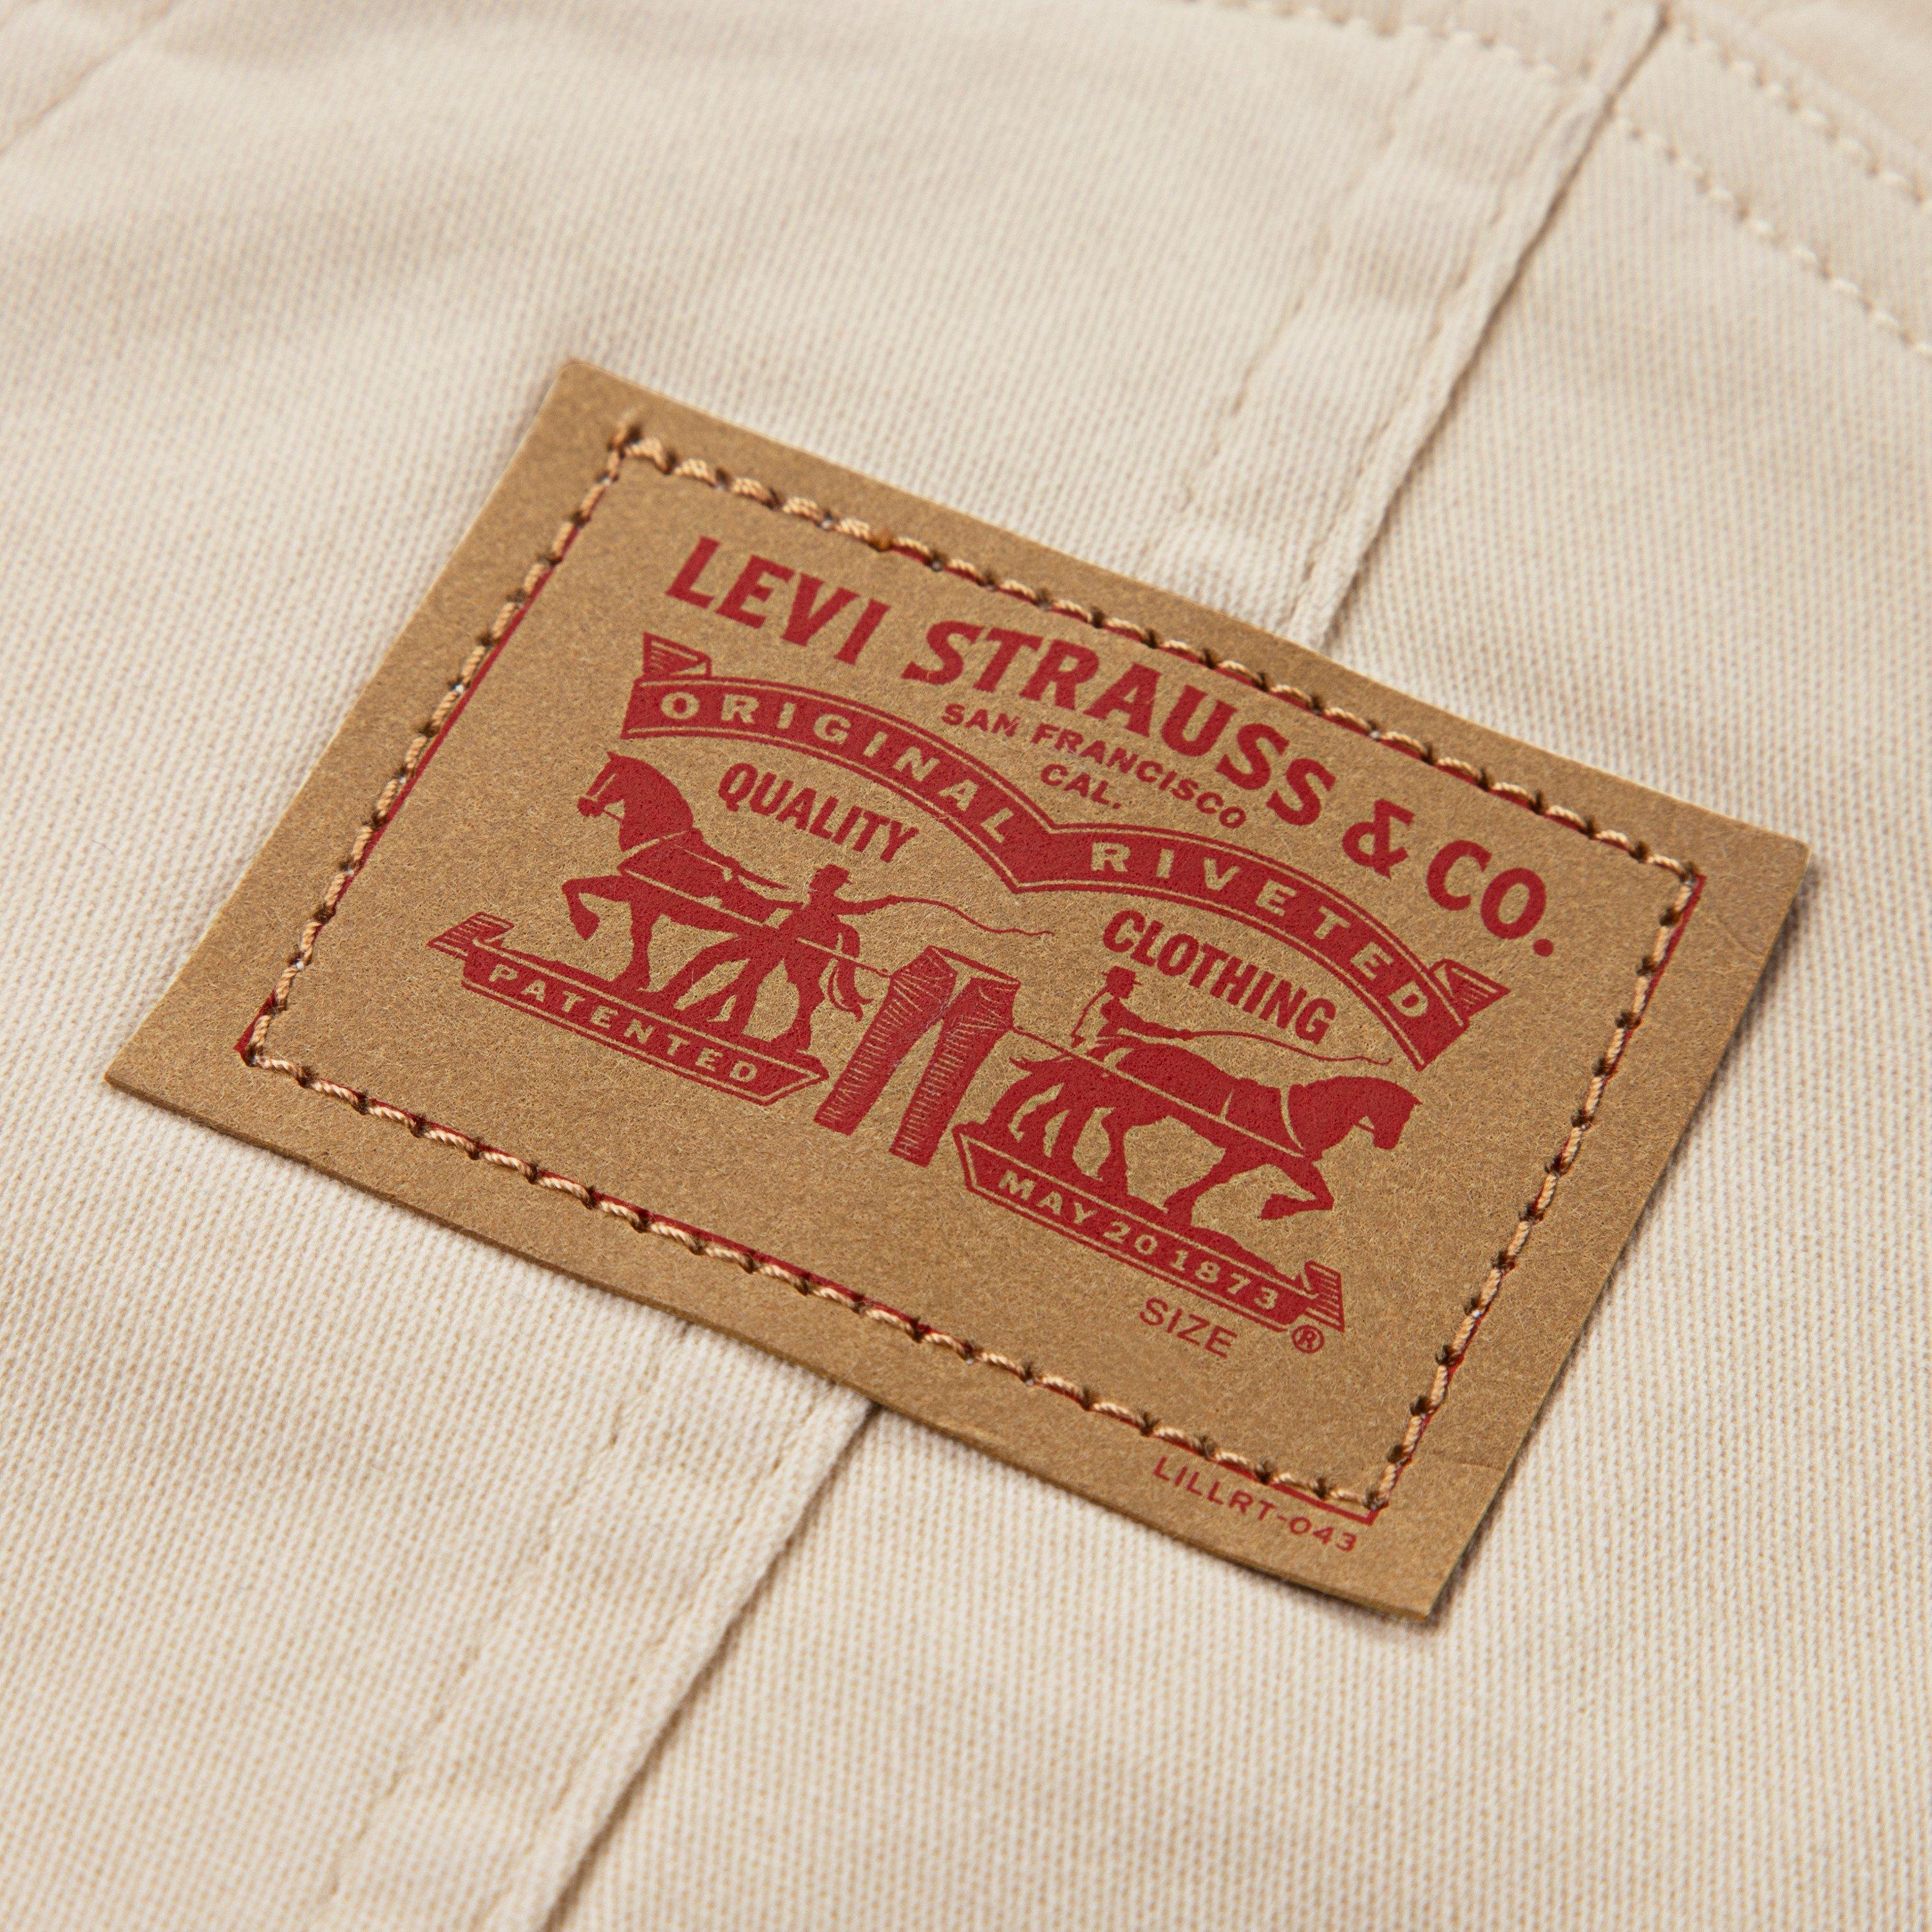 LEVI STRAUSS & CO.
SAN FRANCISCO
CAL.
ORIGINAL RIVETED
QUALITY CLOTHING
PATENTED
MAY 20 1873
®
SIZE
LILLRT-043